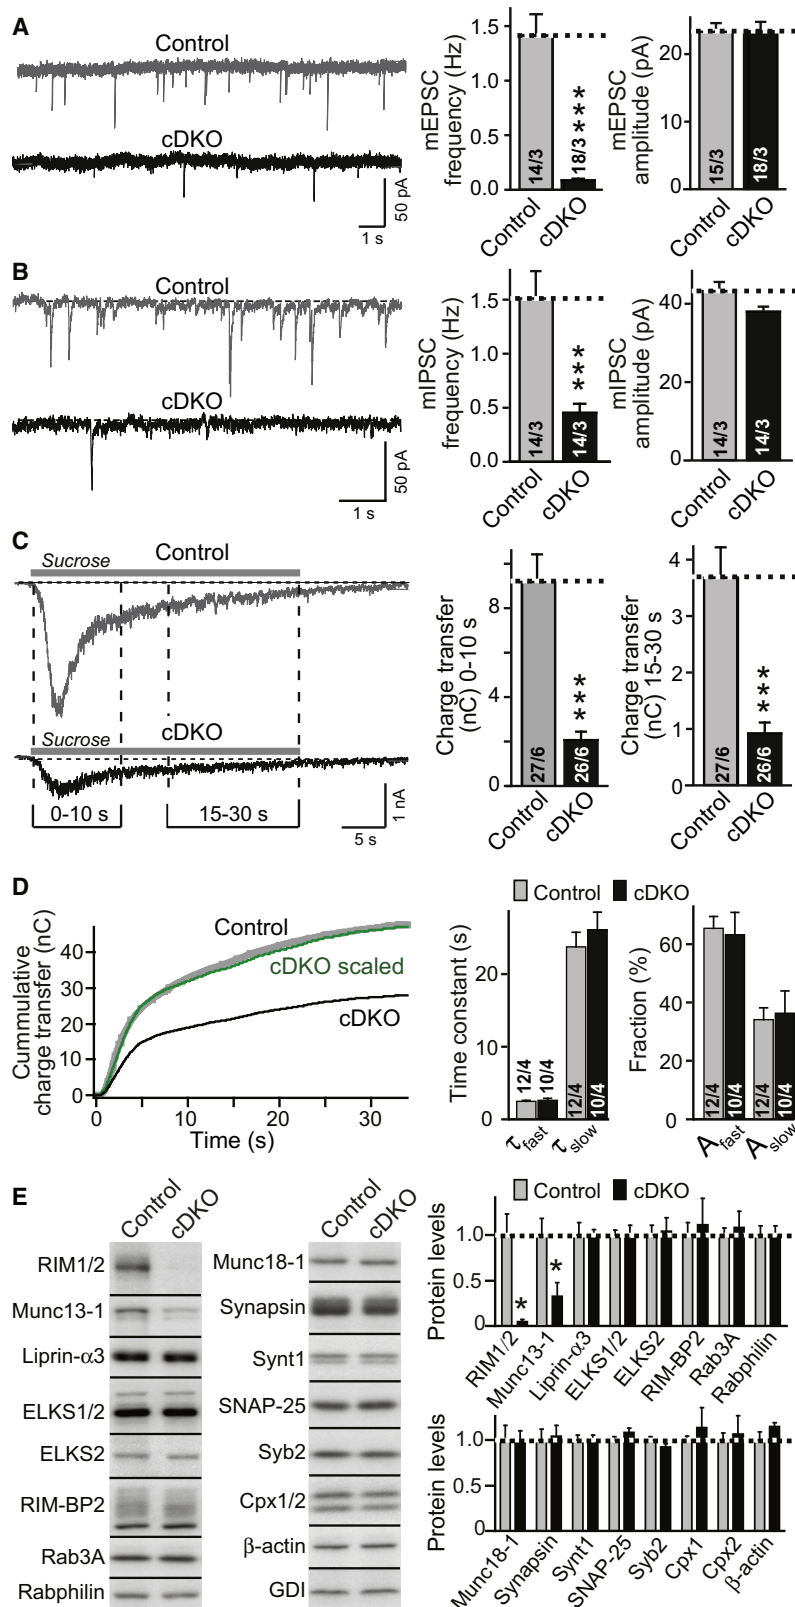 A
Control
cDKO
50 pA
1 s
mEPSC
frequency (Hz)
1.5
1.0
0.5
0.0
14/3
18/3
***
Control
cDKO
mEPSC
amplitude (pA)
20
10
0
15/3
18/3
Control
cDKO
B
Control
cDKO
50 pA
1 s
mIPSC
frequency (Hz)
1.5
1.0
0.5
0.0
14/3
14/3
***
Control
cDKO
mIPSC
amplitude (pA)
40
20
0
14/3
14/3
Control
cDKO
C
Sucrose
Control
Sucrose
cDKO
0-10 s
15-30 s
1 nA
5 s
Charge transfer
(nC) 0-10 s
8
4
2
0
27/6
26/6
***
Control
cDKO
Charge transfer
(nC) 15-30 s
4
3
2
1
0
27/6
26/6
***
Control
cDKO
D
Cummulative
charge transfer (nC)
40
30
20
10
0
Control
cDKO scaled
cDKO
0
10
20
30
Time (s)
Control
cDKO
Time constant (s)
20
10
0
12/4
10/4
12/4
10/4
τ fast
τ slow
Fraction (%)
60
40
20
0
12/4
10/4
12/4
10/4
A fast
A slow
E
Control
cDKO
RIM1/2
Munc13-1
Liprin-α3
ELKS1/2
ELKS2
RIM-BP2
Rab3A
Rabphilin
Control
cDKO
Munc18-1
Synapsin
Synt1
SNAP-25
Syb2
Cpx1/2
β-actin
GDI
Control
cDKO
Protein levels
1.0
0.5
0
*
*
RIM1/2
Munc13-1
Liprin-α3
ELKS1/2
ELKS2
RIM-BP2
Rab3A
Rabphilin
Protein levels
1.0
0.5
0
Munc18-1
Synapsin
Synt1
SNAP-25
Syb2
Cpx1
Cpx2
β-actin